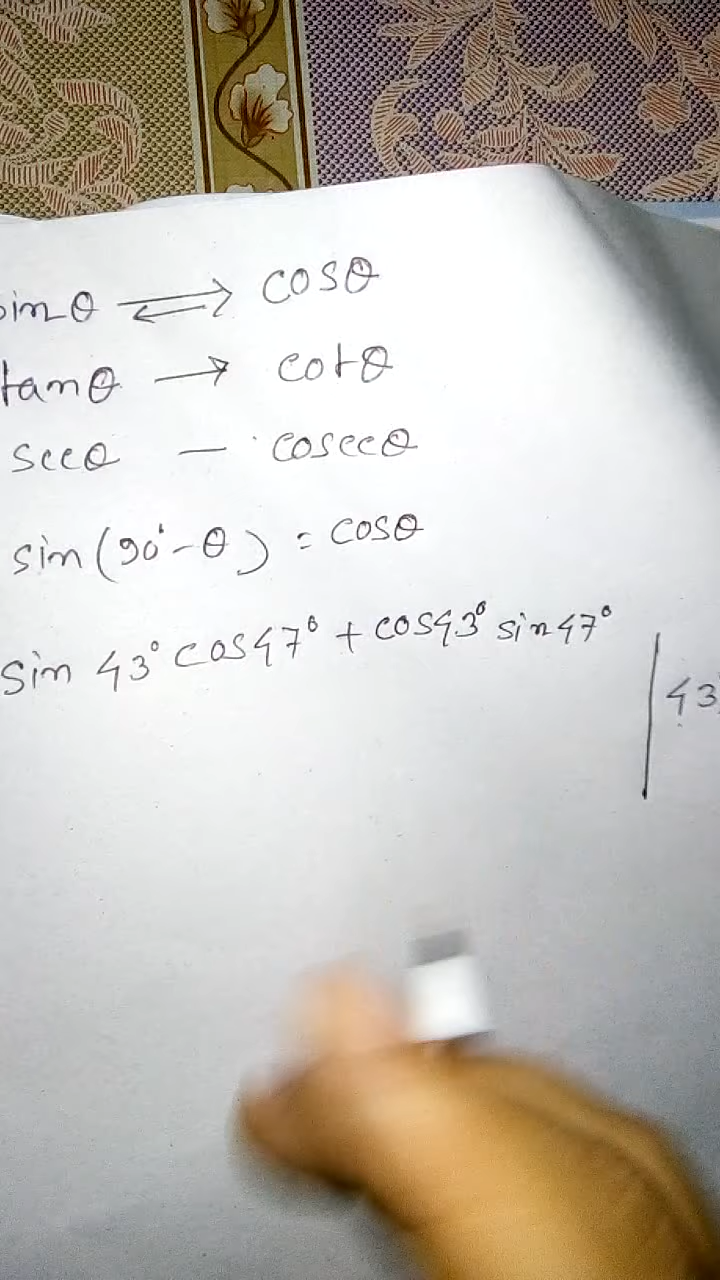 sinθ ⇌ cosθ
tanθ → cotθ
secθ — cosecθ
sin(90°-θ) = cosθ
sin 43° cos47° + cos43° sin47°
43